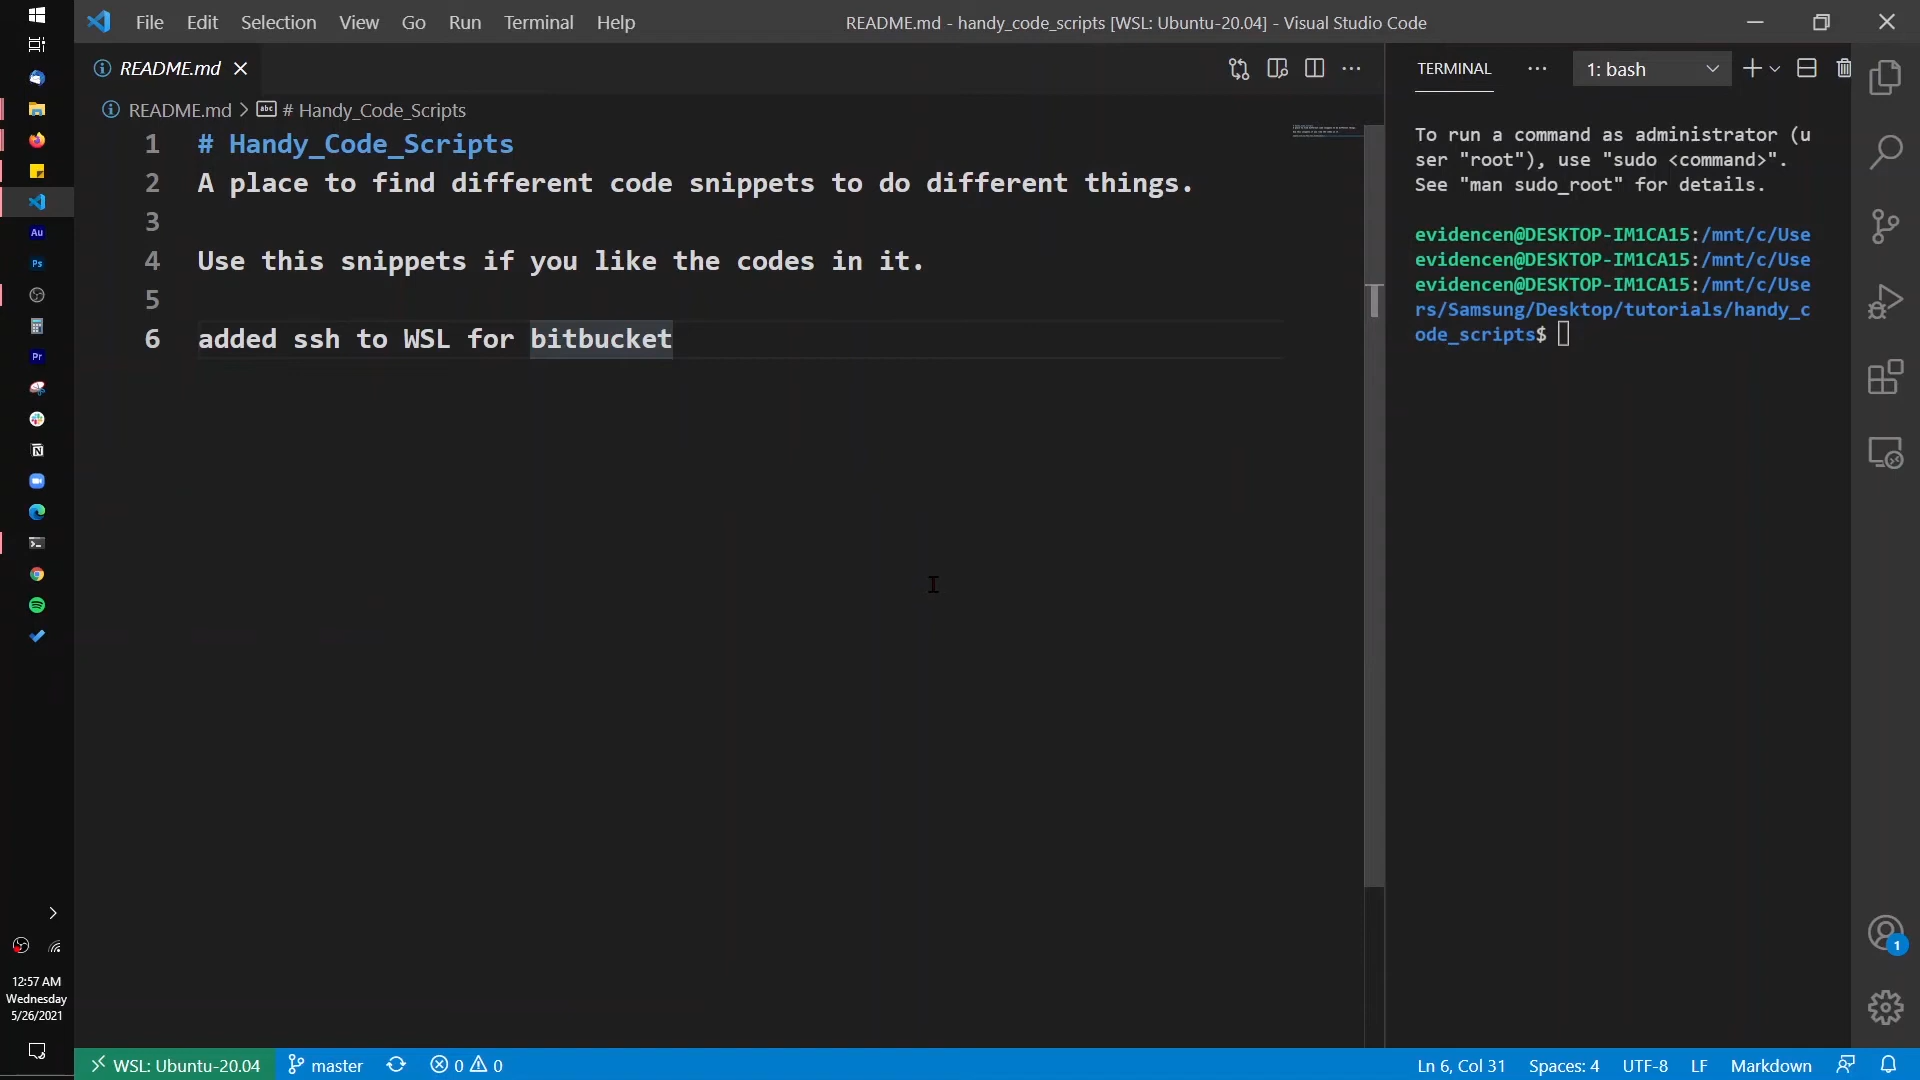 File Edit Selection View Go Run Terminal Help
README.md - handy_code_scripts [WSL: Ubuntu-20.04] - Visual Studio Code
README.md
README.md > # Handy_Code_Scripts
1 # Handy_Code_Scripts
2 A place to find different code snippets to do different things.
3
4 Use this snippets if you like the codes in it.
5
6 added ssh to WSL for bitbucket
TERMINAL
1: bash
To run a command as administrator (u
ser "root"), use "sudo <command>".
See "man sudo_root" for details.
evidencen@DESKTOP-IM1CA15:/mnt/c/Use
evidencen@DESKTOP-IM1CA15:/mnt/c/Use
evidencen@DESKTOP-IM1CA15:/mnt/c/Use
rs/Samsung/Desktop/tutorials/handy_c
ode_scripts$
Au
Ps
Pr
1
12:57 AM
Wednesday
5/26/2021
WSL: Ubuntu-20.04
master
0 0
Ln 6, Col 31
Spaces: 4
UTF-8
LF
Markdown